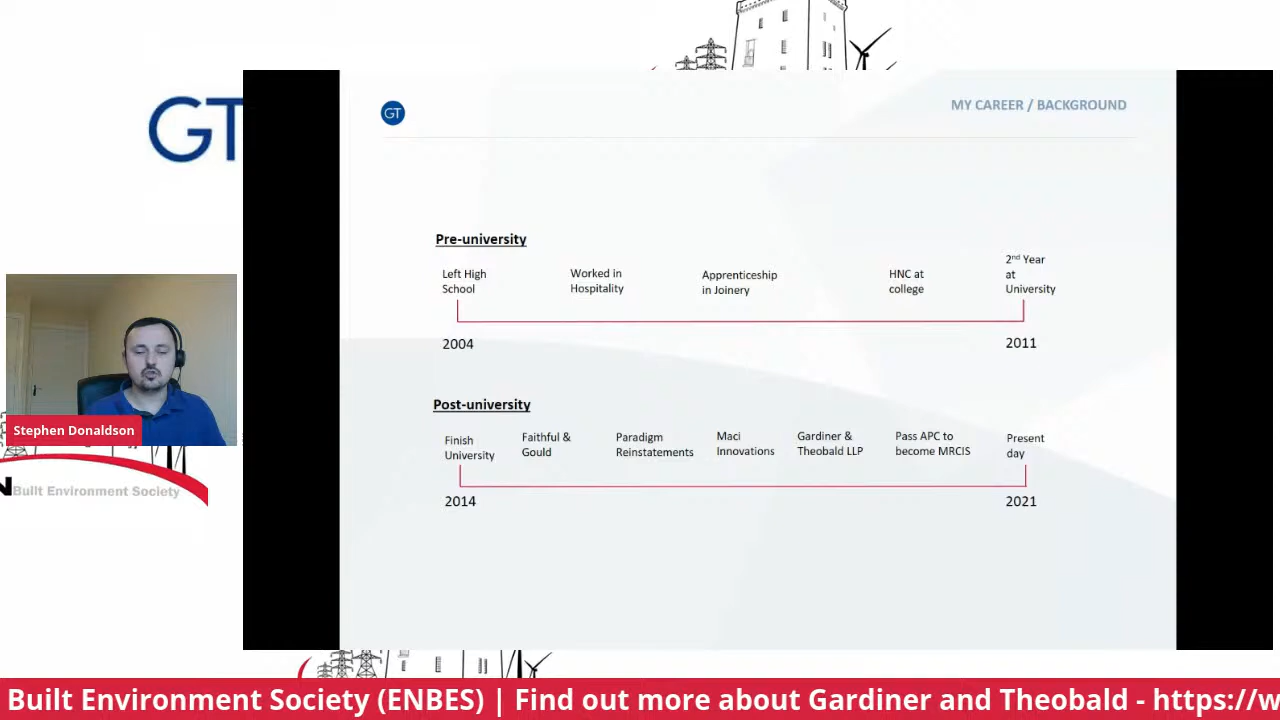 GT
GT
MY CAREER / BACKGROUND
Pre-university
Left High
School
Worked in
Hospitality
Apprenticeship
in Joinery
HNC at
college
2nd Year
at
University
2004
2011
Post-university
Finish
University
Faithful &
Gould
Paradigm
Reinstatements
Maci
Innovations
Gardiner &
Theobald LLP
Pass APC to
become MRCIS
Present
day
2014
2021
Stephen Donaldson
N Built Environment Society
Built Environment Society (ENBES) | Find out more about Gardiner and Theobald - https://w